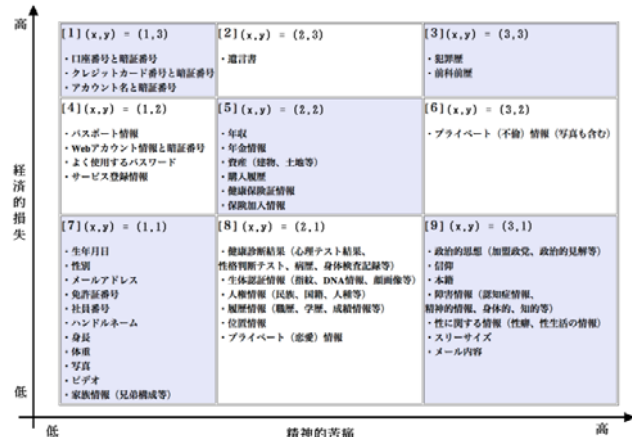 高
[1](x,y) = (1,3)
・口座番号と暗証番号
・クレジットカード番号と暗証番号
・アカウント名と暗証番号
[2](x,y) = (2,3)
・遺言書
[3](x,y) = (3,3)
・犯罪歴
・前科前歴
[4](x,y) = (1,2)
・パスポート情報
・Webアカウント情報と暗証番号
・よく使用するパスワード
・サービス登録情報
[5](x,y) = (2,2)
・年収
・年金情報
・資産（建物、土地等）
・購入履歴
・健康保険証情報
・保険加入情報
[6](x,y) = (3,2)
・プライベート（不倫）情報（写真も含む）
経済的損失
[7](x,y) = (1,1)
・生年月日
・性別
・メールアドレス
・免許証番号
・社員番号
・ハンドルネーム
・身長
・体重
・写真
・ビデオ
・家族情報（兄弟構成等）
[8](x,y) = (2,1)
・健康診断結果（心理テスト結果、
性格判断テスト、病歴、身体検査記録等）
・生体認証情報（指紋、DNA情報、顔画像等）
・人権情報（民族、国籍、人種等）
・履歴情報（職歴、学歴、成績情報等）
・位置情報
・プライベート（恋愛）情報
[9](x,y) = (3,1)
・政治的思想（加盟政党、政治的見解等）
・信仰
・本籍
・障害情報（認知症情報、
精神的情報、身体的、知的等）
・性に関する情報（性癖、性生活の情報）
・スリーサイズ
・メール内容
低
低
精神的苦痛
高